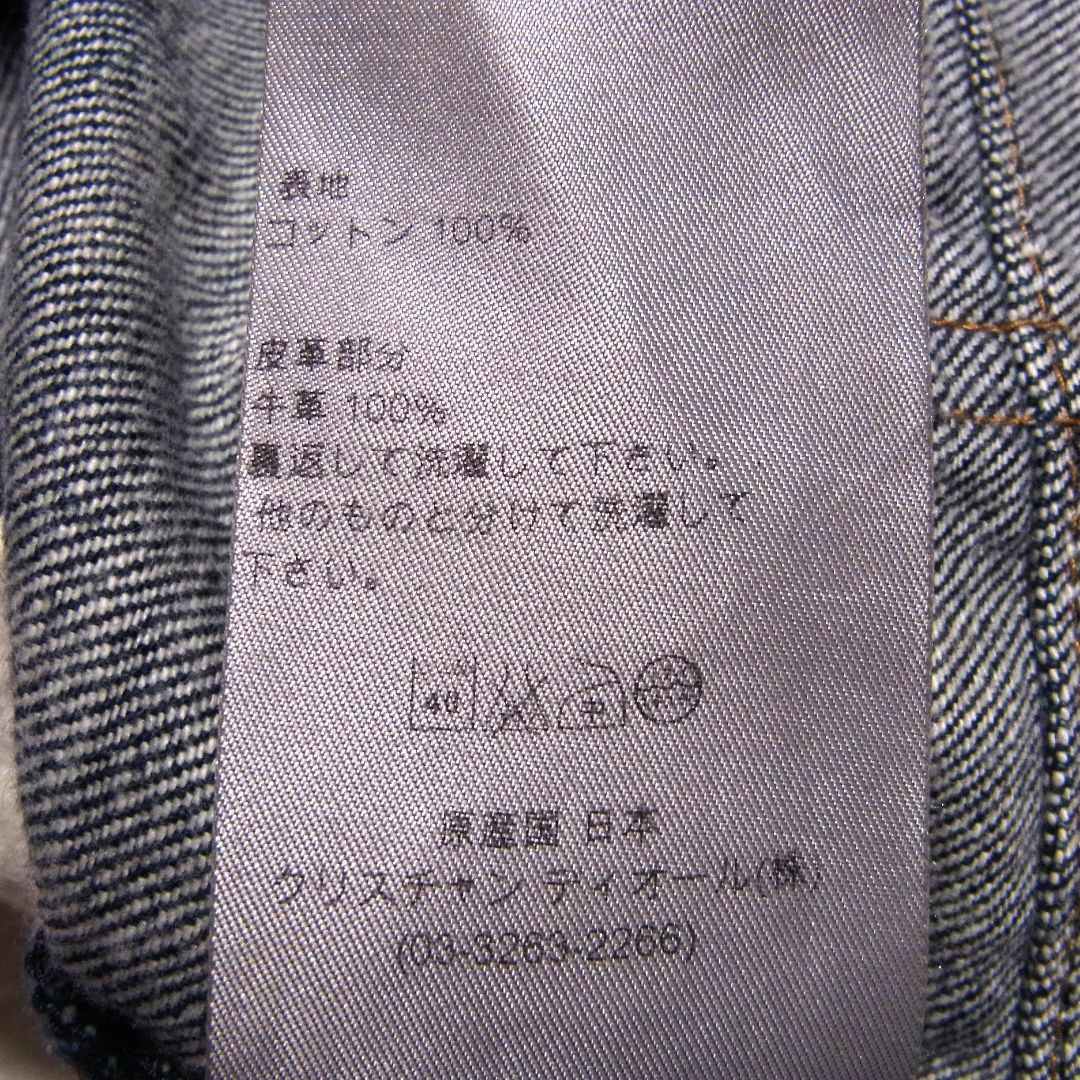 表地
コットン 100%
皮革部分
牛革 100%
裏返しで洗濯して下さい。
他のものと分けて洗濯して
下さい。
40 中
原産国 日本
クリスチャン ディオール(株)
(03-3263-2266)